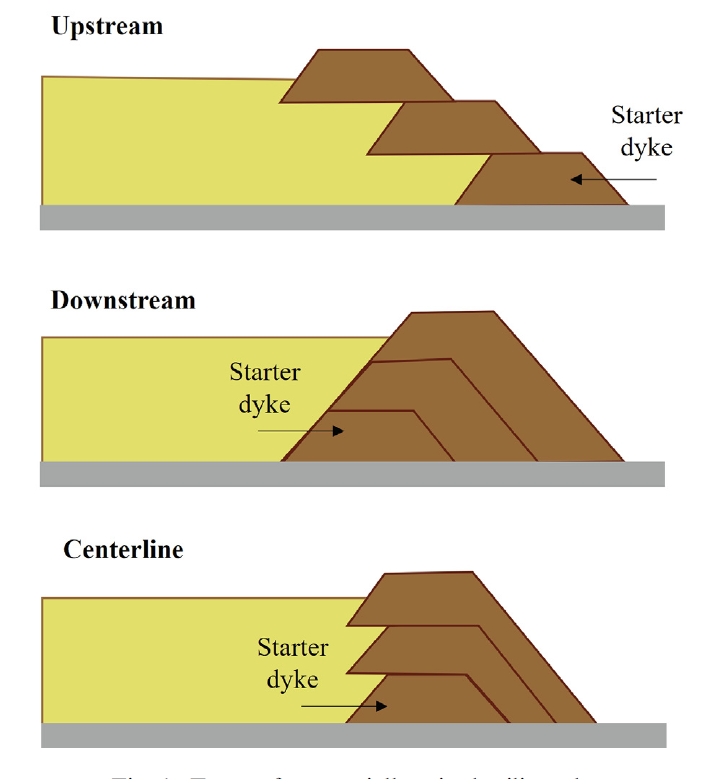 Upstream
Starter
dyke
Downstream
Starter
dyke
Centerline
Starter
dyke